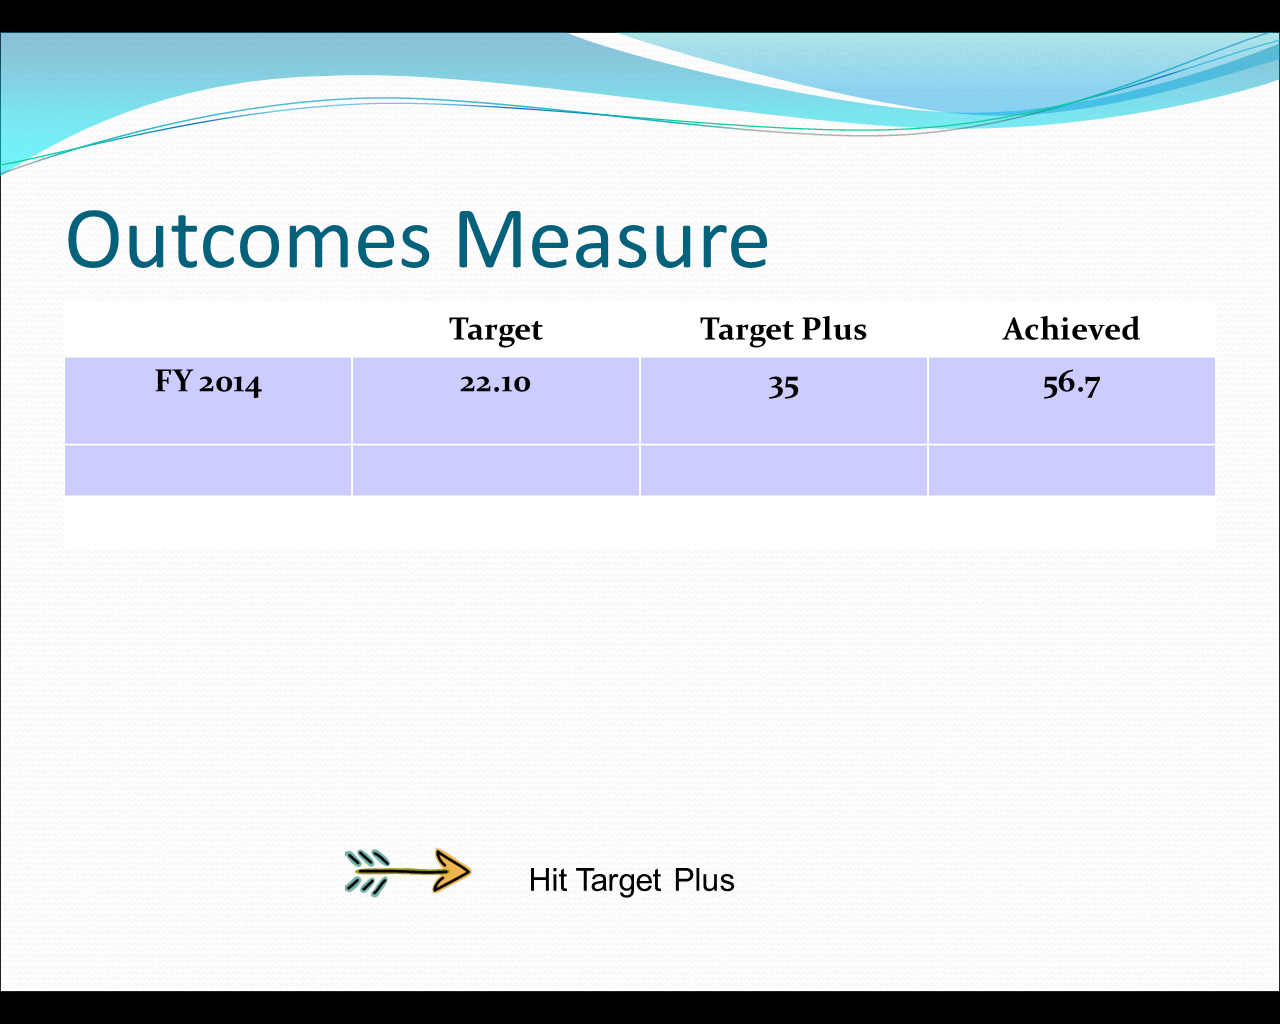 Outcomes Measure
Target Target Plus Achieved
FY 2014 22.10 35 56.7
Hit Target Plus